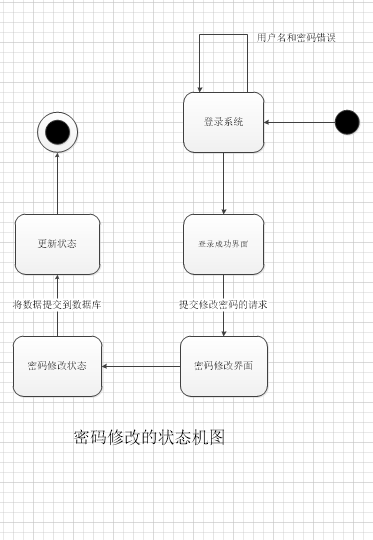 用户名和密码错误
登录系统
更新状态
登录成功界面
将数据提交到数据库
提交修改密码的请求
密码修改状态
密码修改界面
密码修改的状态机图